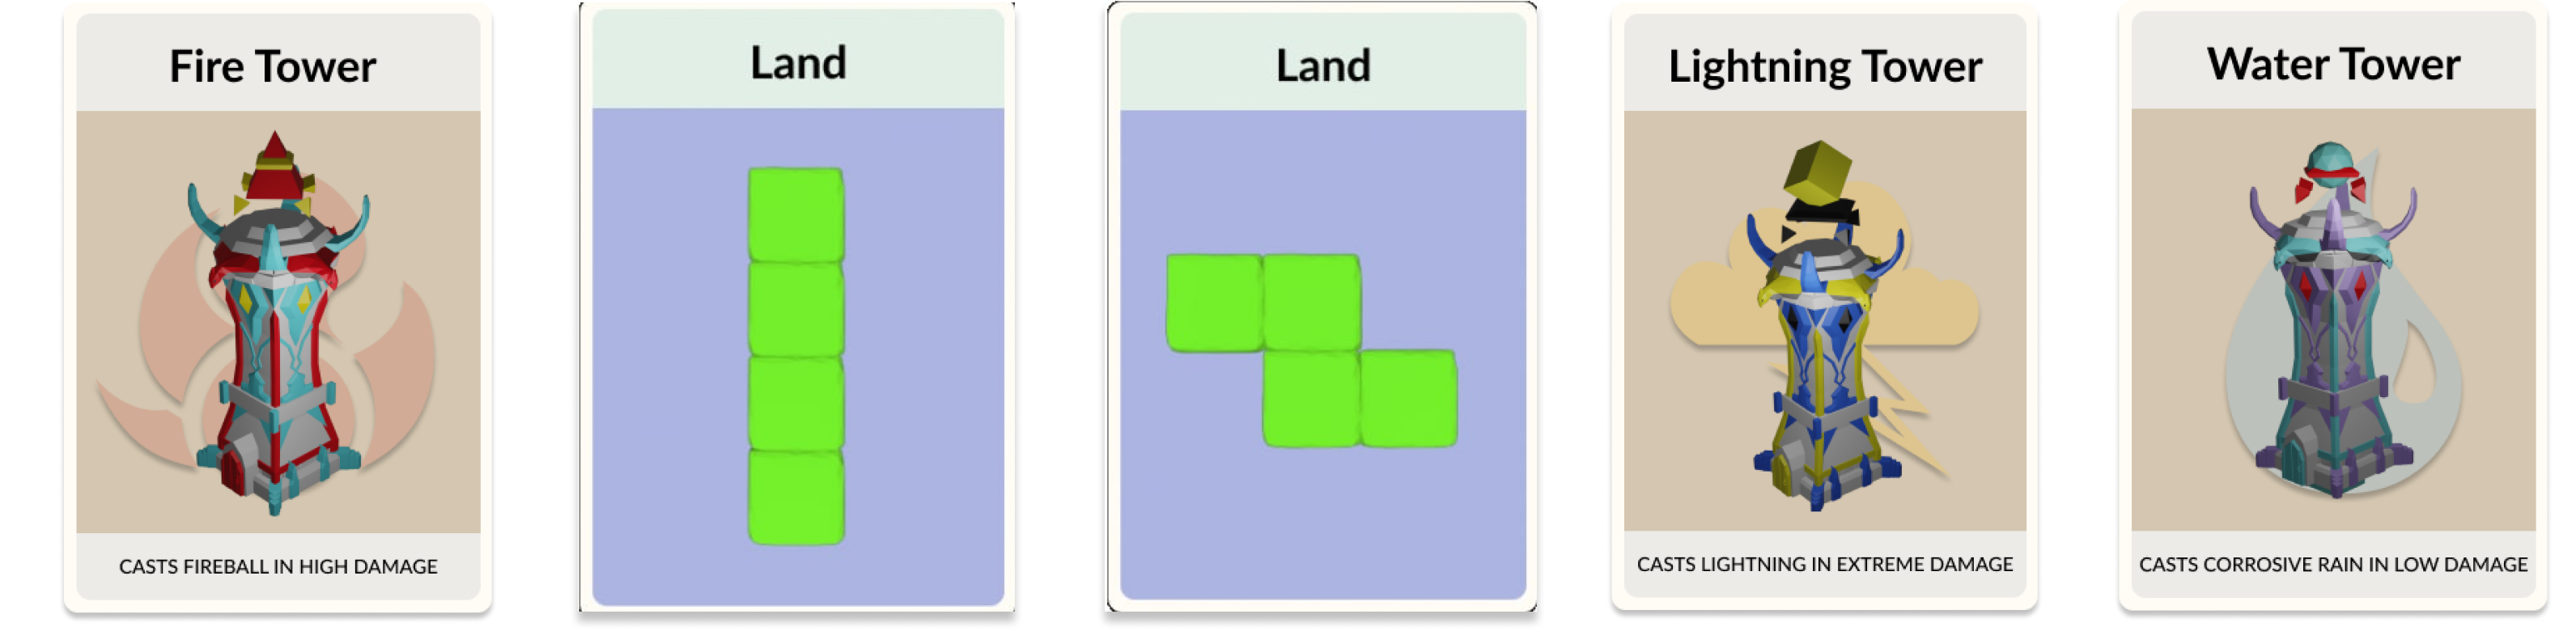 Fire Tower
CASTS FIREBALL IN HIGH DAMAGE
Land
Land
Lightning Tower
CASTS LIGHTNING IN EXTREME DAMAGE
Water Tower
CASTS CORROSIVE RAIN IN LOW DAMAGE